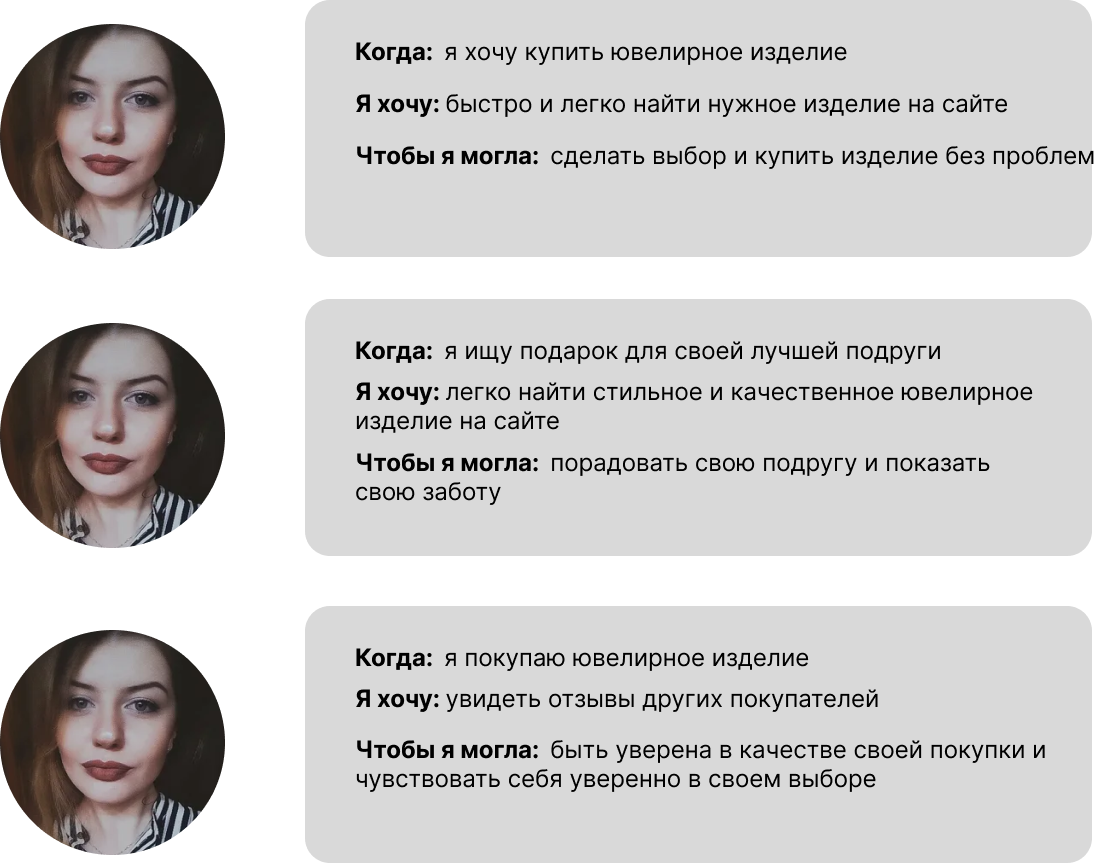 Когда: я хочу купить ювелирное изделие
Я хочу: быстро и легко найти нужное изделие на сайте
Чтобы я могла: сделать выбор и купить изделие без проблем
Когда: я ищу подарок для своей лучшей подруги
Я хочу: легко найти стильное и качественное ювелирное
изделие на сайте
Чтобы я могла: порадовать свою подругу и показать
свою заботу
Когда: я покупаю ювелирное изделие
Я хочу: увидеть отзывы других покупателей
Чтобы я могла: быть уверена в качестве своей покупки и
чувствовать себя уверенно в своем выборе